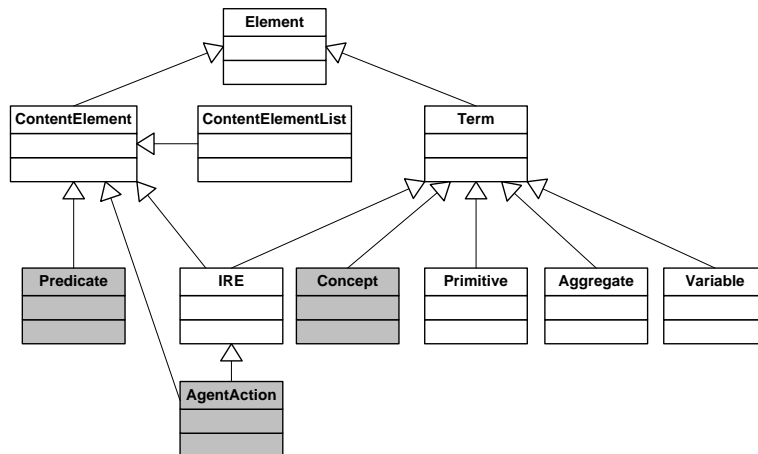 Element
ContentElement
ContentElementList
Term
Predicate
IRE
Concept
Primitive
Aggregate
Variable
AgentAction